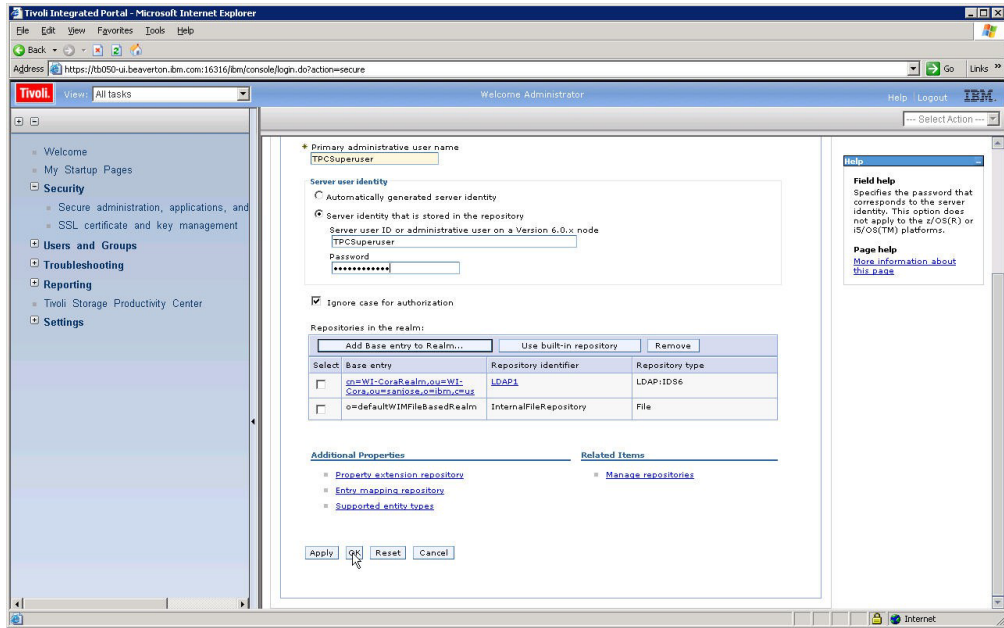 Tivoli Integrated Portal - Microsoft Internet Explorer
File Edit View Favorites Tools Help
Back
Address https://tb050-ui.beaverton.ibm.com:16316/ibm/console/login.do?action=secure Go Links »
Tivoli. View: All tasks Welcome Administrator Help Logout IBM.
--- Select Action ---
Welcome
My Startup Pages
Security
Secure administration, applications, and
SSL certificate and key management
Users and Groups
Troubleshooting
Reporting
Tivoli Storage Productivity Center
Settings
Primary administrative user name
TPCSuperuser
Server user identity
Automatically generated server identity
Server identity that is stored in the repository
Server user ID or administrative user on a Version 6.0.x node
TPCSuperuser
Password
••••••••••••
Ignore case for authorization
Repositories in the realm:
Add Base entry to Realm... Use built-in repository Remove
Select Base entry Repository identifier Repository type
cn=WI-CoraRealm,ou=WI-
Cora,ou=sanjose,o=ibm,c=us LDAP1 LDAP:IDS6
o=defaultWIMFileBasedRealm InternalFileRepository File
Additional Properties Related Items
Property extension repository Manage repositories
Entry mapping repository
Supported entity types
Apply OK Reset Cancel
Help
Field help
Specifies the password that
corresponds to the server
identity. This option does
not apply to the z/OS(R) or
i5/OS(TM) platforms.
Page help
More information about
this page
Internet